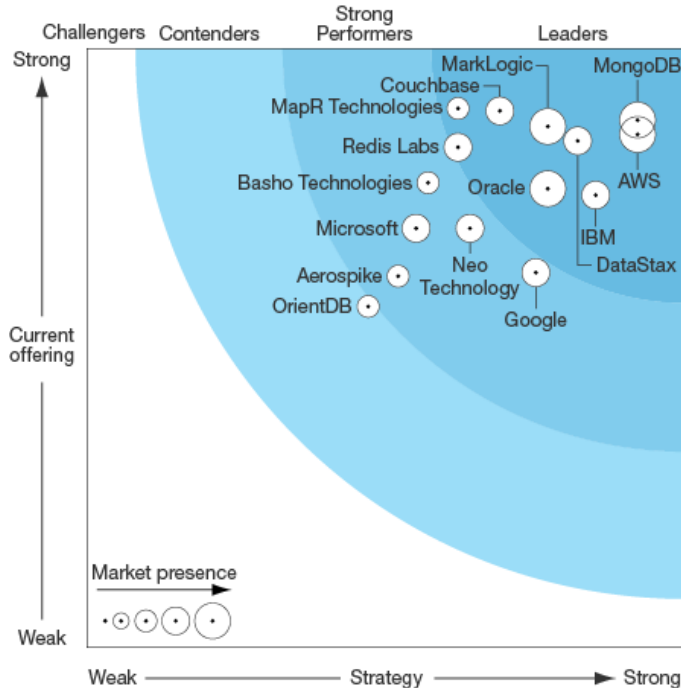 Strong
Challengers Contenders Performers Leaders
Strong
MarkLogic MongoDB
Couchbase
MapR Technologies
Redis Labs
Basho Technologies Oracle AWS
Microsoft IBM
Neo
Technology
DataStax
Aerospike
OrientDB
Google
Current
offering
Market presence
Weak
Weak Strategy Strong